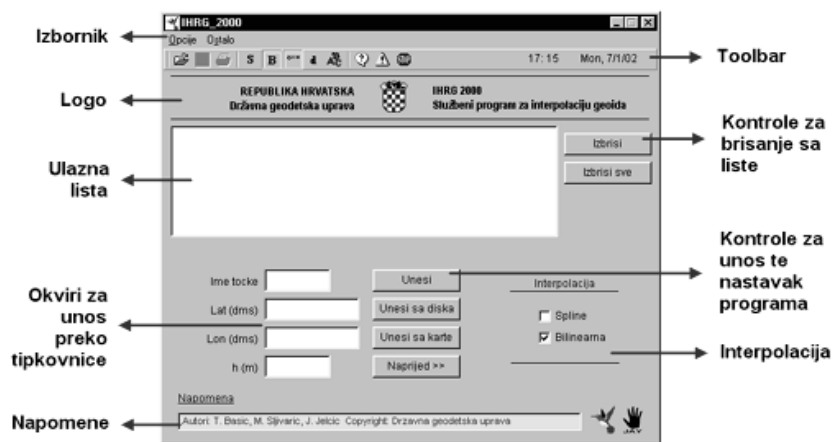 IHRG_2000
Izbornik
Opcije Ostalo
S B
17:15 Mon, 7/1/02
Toolbar
Logo
REPUBLIKA HRVATSKA
Državna geodetska uprava
IHRG 2000
Službeni program za interpolaciju geoida
Kontrole za
brisanje sa
liste
Izbrisi
Izbrisi sve
Ulazna
lista
Kontrole za
unos te
nastavak
programa
Ime tocke
Unesi
Interpolacija
Okviri za
unos
preko
tipkovnice
Lat (dms)
Unesi sa diska
Spline
Lon (dms)
Unesi sa karte
Bilinearna
Interpolacija
h (m)
Naprijed >>
Napomena
Napomene
Autori: T. Basic, M. Sljivaric, J. Jelcic Copyright: Drzavna geodetska uprava
JAV